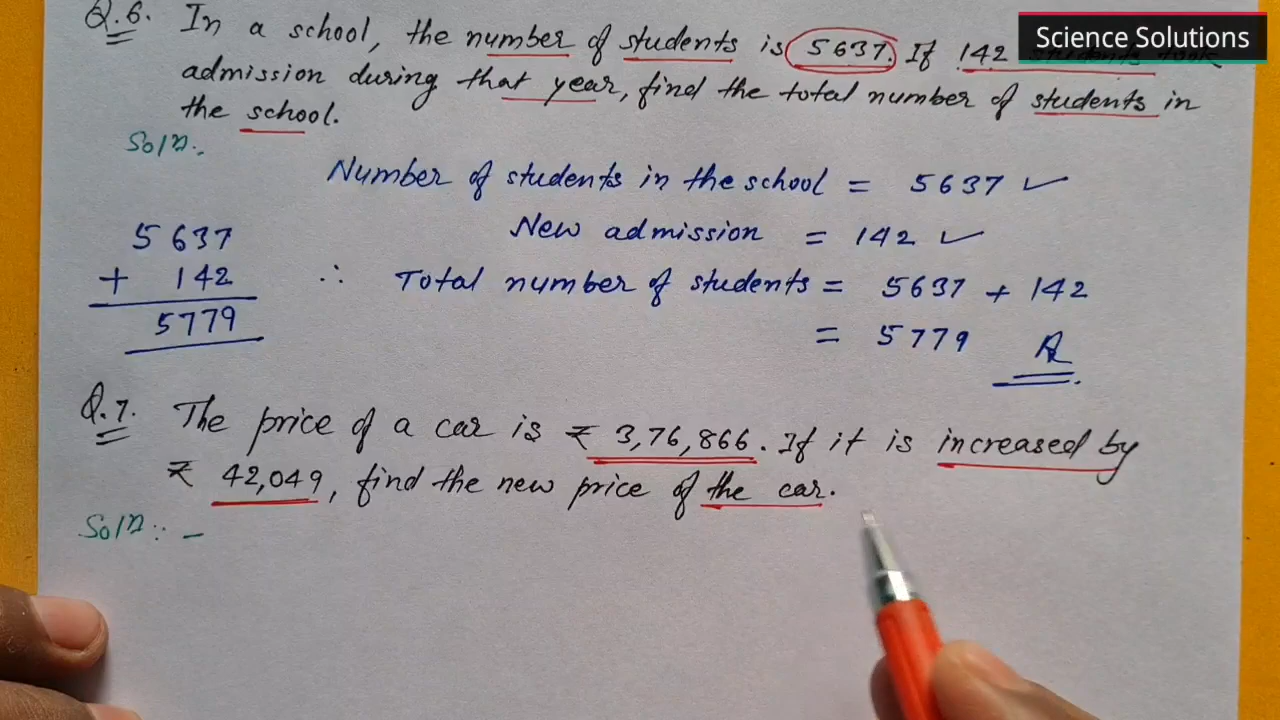 Science Solutions
Q.6. In a school, the number of students is 5637. If 142 students took
admission during that year, find the total number of students in
the school.
Soln:.
Number of students in the school = 5637 ✓
New admission = 142 ✓
5637
+ 142
5779
∴ Total number of students = 5637 + 142
= 5779
Q.7. The price of a car is ₹ 3,76,866. If it is increased by
₹ 42,049, find the new price of the car.
Soln: -